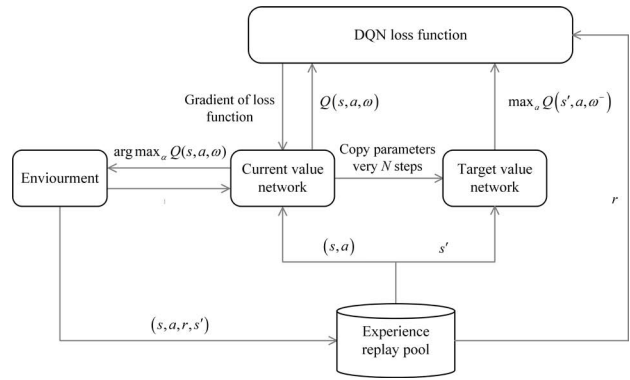 DQN loss function
Gradient of loss
function
Q(s,a,ω)
max_a Q(s′,a,ω⁻)
arg max_a Q(s,a,ω)
Copy parameters
very N steps
Enviourment
Current value
network
Target value
network
r
(s,a)
s′
(s,a,r,s′)
Experience
replay pool